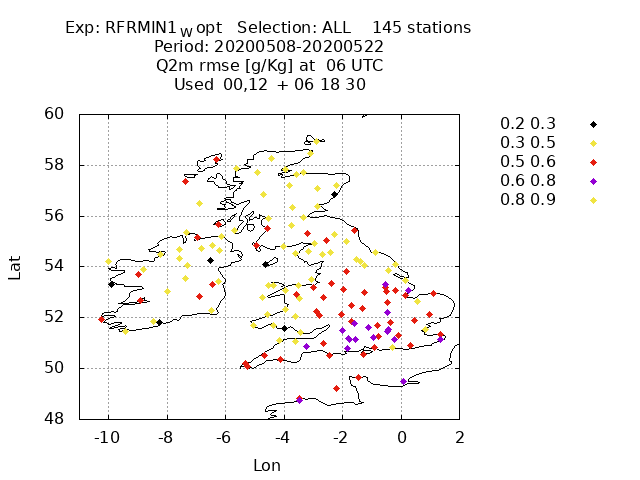 Exp: RFRMIN1wopt Selection: ALL 145 stations
Period: 20200508-20200522
Q2m rmse [g/Kg] at 06 UTC
Used 00,12 + 06 18 30
0.2 0.3
0.3 0.5
0.5 0.6
0.6 0.8
0.8 0.9
60
58
56
54
52
50
48
Lat
-10 -8 -6 -4 -2 0 2
Lon